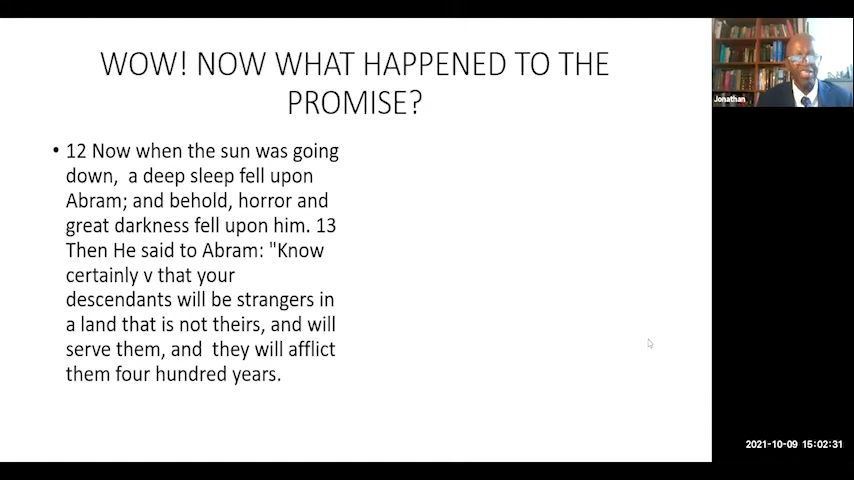 WOW! NOW WHAT HAPPENED TO THE
PROMISE?
• 12 Now when the sun was going
down,  a deep sleep fell upon
Abram; and behold, horror and
great darkness fell upon him. 13
Then He said to Abram: "Know
certainly v that your
descendants will be strangers in
a land that is not theirs, and will
serve them, and  they will afflict
them four hundred years.
Jonathan
2021-10-09 15:02:31